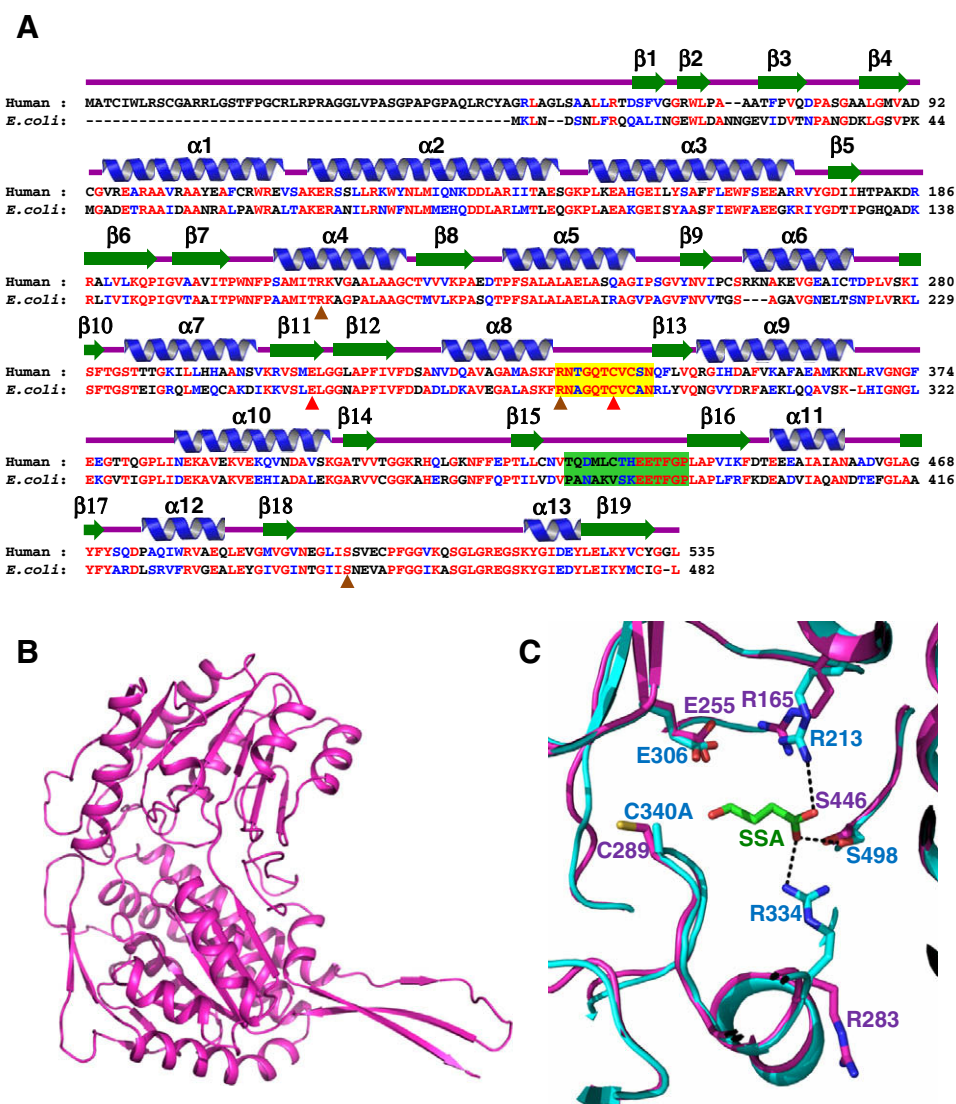 A
β1 β2 β3 β4
Human : MATCIWLRSCGARRLGSTFPGCRLRPRAGGLVPASGPAPGPAQLRCYAGRLAGLSAALLRTDSFVGGRWLPA--AATFPVQDPASGAALGMVAD 92
E.coli: ------------------------------------------------MKLN--DSNLFRQQALINGEWLDANNGEVIDVTNPANGDKLGSVPK 44
α1 α2 α3 β5
Human : CGVREARAAVRAAYEAFCRWREVSAKERSSLLRKWYNLMIQNKDDLARIITAESGKPLKEAHGEILYSAFFLEWFSEEARRVYGDIIHTPAKDR 186
E.coli: MGADETRAAIDAANRALPAWRALTAKERANILRNWFNLMMEHQDDLARLMTLEQGKPLAEAKGEISYAASFIEWFAEEGKRIYGDTIPGHQADK 138
β6 β7 α4 β8 α5 β9 α6
Human : RALVLKQPIGVAAVITPWNFPSAMITRKVGAALAAGCTVVVKPAEDTPFSALALAELASQAGIPSGVYNVIPCSRKNAKEVGEAICTDPLVSKI 280
E.coli: RLIVIKQPIGVTAAITPWNFPAAMITRKAGPALAAGCTMVLKPASQTPFSALALAELAIRAGVPAGVFNVVTGS---AGAVGNELTSNPLVRKL 229
β10 α7 β11 β12 α8 β13 α9
Human : SFTGSTTTGKILLHHAANSVKRVSMELGGLAPFIVFDSANVDQAVAGAMASKFRNTGQTCVCSNQFLVQRGIHDAFVKAFAEAMKKNLRVGNGF 374
E.coli: SFTGSTEIGRQLMEQCAKDIKKVSLELGGNAPFIVFDDADLDAAVEGALASKFRNAGQTCVCANRLYVQNGVYDRFAEKLQQAVSK-LHIGNGL 322
α10 β14 β15 β16 α11
Human : EEGTTQGPLINEKAVEKVEKQVNDAVSKGATVVTGGKRHQLGKNFFEPTLLCNVTQDMLCTHEETFGPLAPVIKFDTEEEAIAIANAADVGLAG 468
E.coli: EKGVTIGPLIDEKAVAKVEEHIADALEKGARVVCGGKAHERGGNFFQPTILVDVPANAKVSKEETFGPLAPLFRFKDEADVIAQANDTEFGLAA 416
β17 α12 β18 α13 β19
Human : YFYSQDPAQIWRVAEQLEVGMVGVNEGLISSVECPFGGVKQSGLGREGSKYGIDEYLELKYVCYGGL 535
E.coli: YFYARDLSRVFRVGEALEYGIVGINTGIISNEVAPFGGIKASGLGREGSKYGIEDYLEIKYMCIG-L 482
B
C
E255 R165
E306 R213
C340A S446
SSA
C289 S498
R334
R283